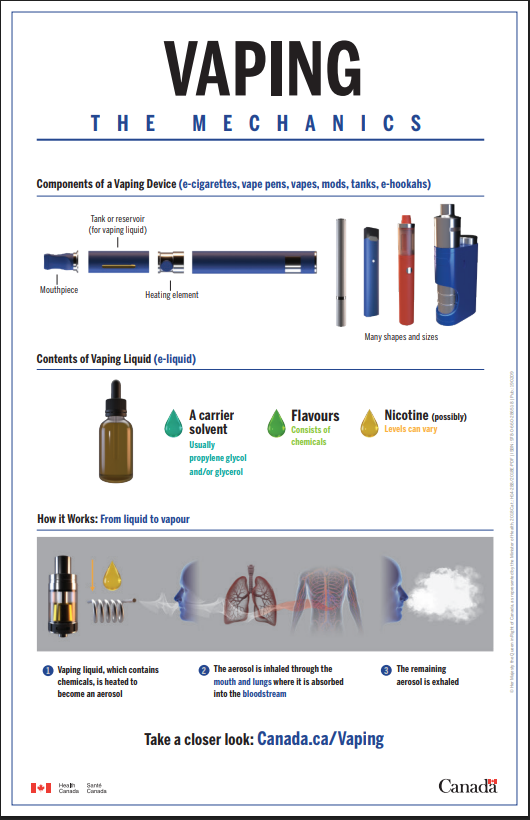 VAPING
THE MECHANICS
Components of a Vaping Device (e-cigarettes, vape pens, vapes, mods, tanks, e-hookahs)
Tank or reservoir
(for vaping liquid)
Mouthpiece
Heating element
Many shapes and sizes
Contents of Vaping Liquid (e-liquid)
A carrier
solvent
Usually
propylene glycol
and/or glycerol
Flavours
Consists of
chemicals
Nicotine (possibly)
Levels can vary
How it Works: From liquid to vapour
1 Vaping liquid, which contains
chemicals, is heated to
become an aerosol
2 The aerosol is inhaled through the
mouth and lungs where it is absorbed
into the bloodstream
3 The remaining
aerosol is exhaled
Take a closer look: Canada.ca/Vaping
Health
Canada
Santé
Canada
Canada